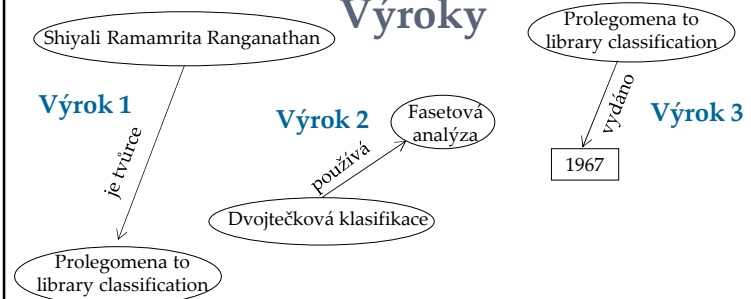 Výroky
Shiyali Ramamrita Ranganathan
Výrok 1
je tvůrce
Prolegomena to
library classification
Výrok 2
Fasetová
analýza
používá
Dvojtečková klasifikace
Prolegomena to
library classification
Výrok 3
vydáno
1967